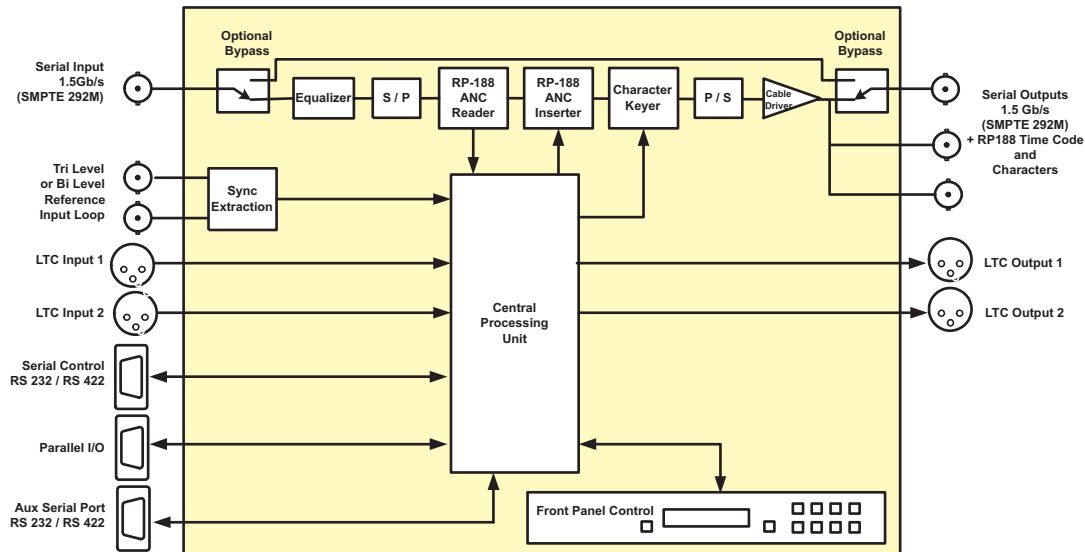 Optional
Bypass
Optional
Bypass
Serial Input
1.5Gb/s
(SMPTE 292M)
Equalizer
S / P
RP-188
ANC
Reader
RP-188
ANC
Inserter
Character
Keyer
P / S
Cable
Driver
Serial Outputs
1.5 Gb/s
(SMPTE 292M)
+ RP188 Time Code
and
Characters
Tri Level
or Bi Level
Reference
Input Loop
Sync
Extraction
LTC Input 1
LTC Output 1
LTC Input 2
LTC Output 2
Central
Processing
Unit
Serial Control
RS 232 / RS 422
Parallel I/O
Aux Serial Port
RS 232 / RS 422
Front Panel Control